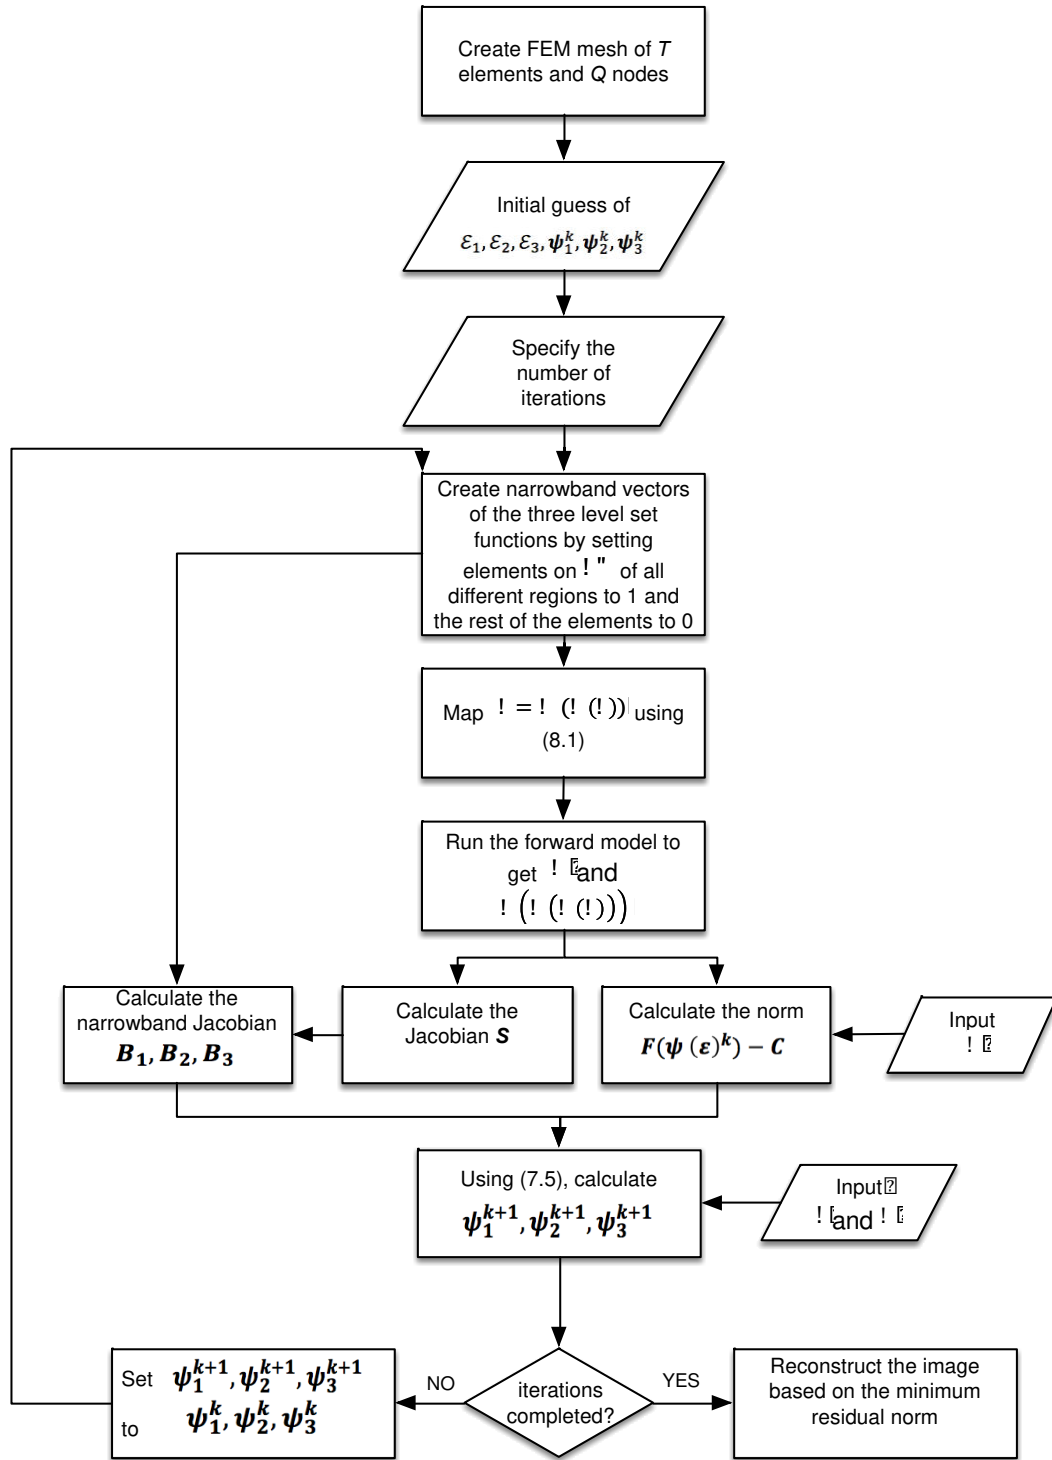 Create FEM mesh of T
elements and Q nodes
Initial guess of
ε₁, ε₂, ε₃, ψ₁ᵏ, ψ₂ᵏ, ψ₃ᵏ
Specify the
number of
iterations
Create narrowband vectors
of the three level set
functions by setting
elements on ! " of all
different regions to 1 and
the rest of the elements to 0
Map ! = ! (! (!)) using
(8.1)
Run the forward model to
get ! and
! (! (! (!)))
Calculate the
narrowband Jacobian
B₁, B₂, B₃
Calculate the
Jacobian S
Calculate the norm
F(ψ (ε)ᵏ) − C
Input
!
Using (7.5), calculate
ψ₁ᵏ⁺¹, ψ₂ᵏ⁺¹, ψ₃ᵏ⁺¹
Input
! and !
Set ψ₁ᵏ⁺¹, ψ₂ᵏ⁺¹, ψ₃ᵏ⁺¹
to ψ₁ᵏ, ψ₂ᵏ, ψ₃ᵏ
NO
iterations
completed?
YES
Reconstruct the image
based on the minimum
residual norm